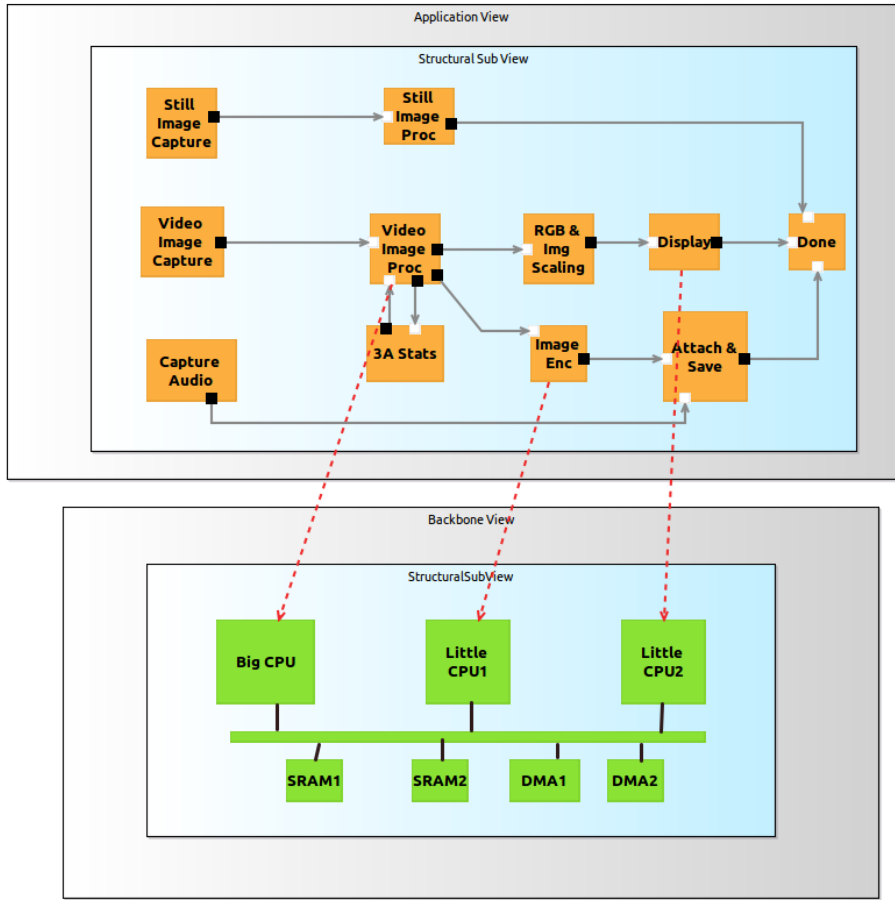 Application View
Structural Sub View
Still
Image
Capture
Still
Image
Proc
Video
Image
Capture
Video
Image
Proc
RGB &
Img
Scaling
Display
Done
3A Stats
Image
Enc
Attach &
Save
Capture
Audio
Backbone View
StructuralSubView
Big CPU
Little
CPU1
Little
CPU2
SRAM1
SRAM2
DMA1
DMA2